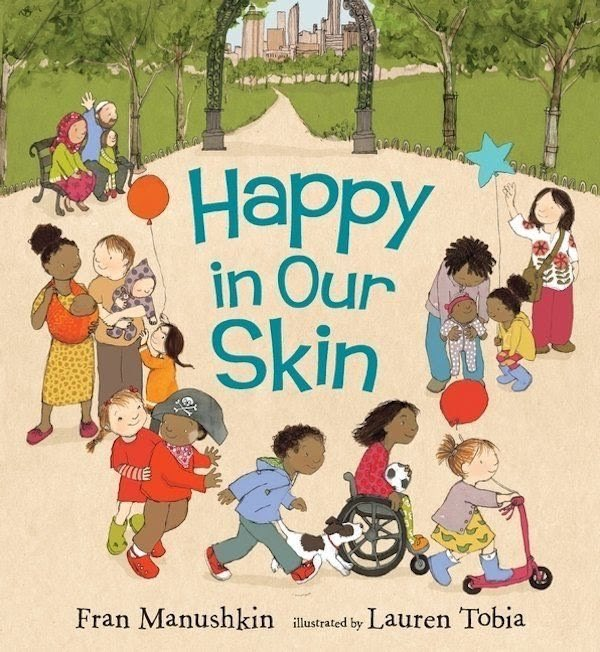 Happy
in Our
Skin
Fran Manushkin illustrated by Lauren Tobia